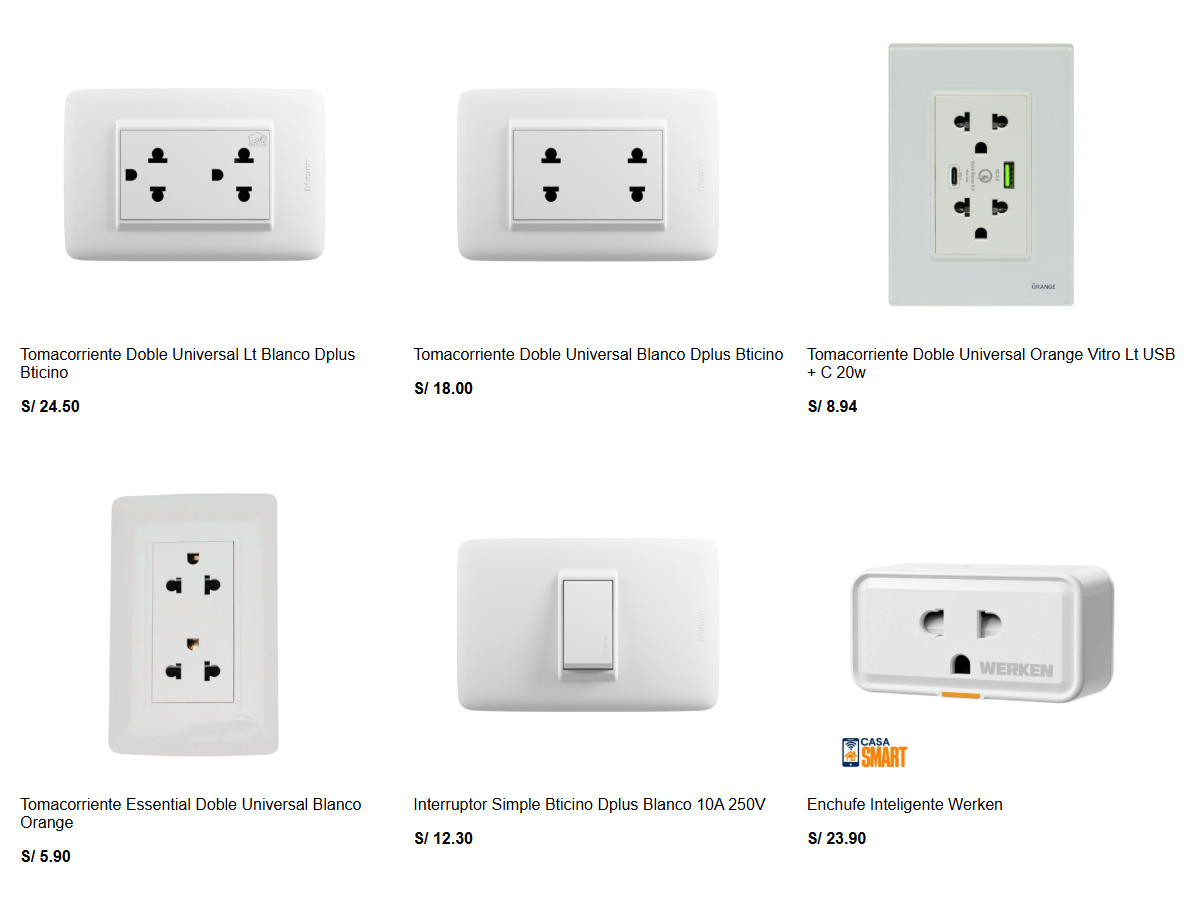 ÖRANGE
Tomacorriente Doble Universal Lt Blanco Dplus
Bticino
S/ 24.50
Tomacorriente Doble Universal Blanco Dplus Bticino
S/ 18.00
Tomacorriente Doble Universal Orange Vitro Lt USB
+ C 20w
S/ 8.94
WERKEN
CASA
SMART
Tomacorriente Essential Doble Universal Blanco
Orange
S/ 5.90
Interruptor Simple Bticino Dplus Blanco 10A 250V
S/ 12.30
Enchufe Inteligente Werken
S/ 23.90